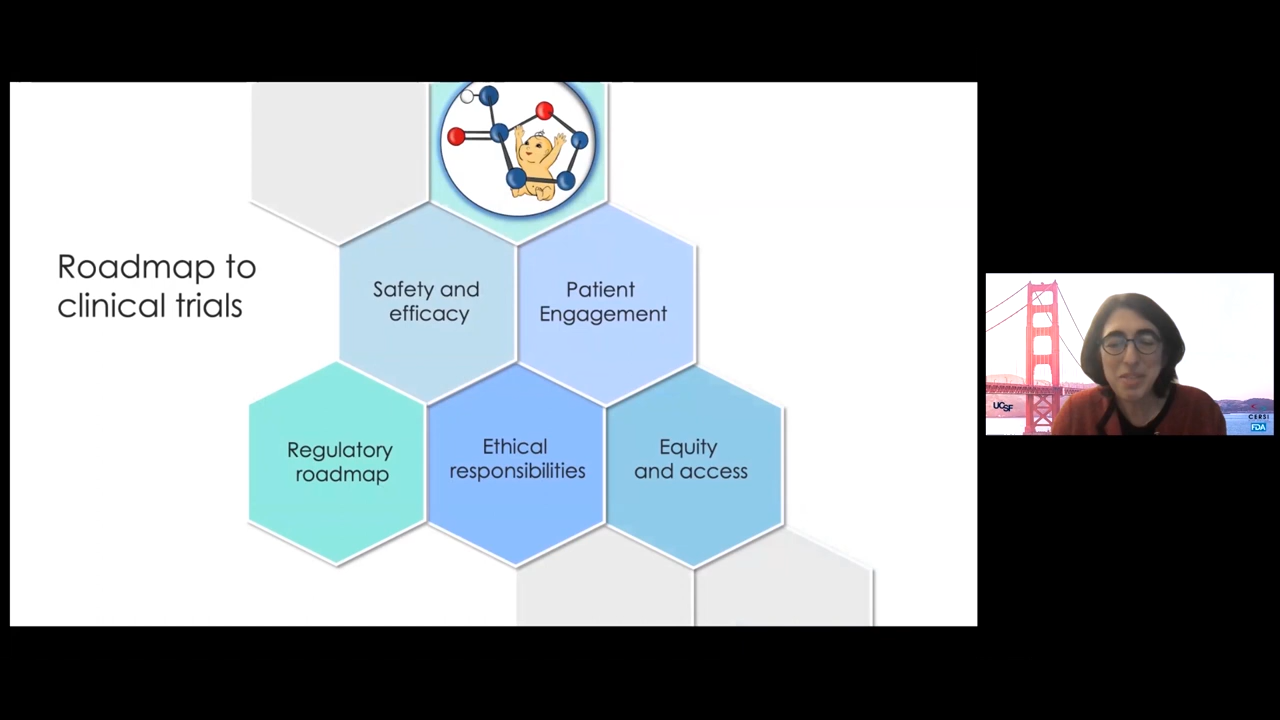 Roadmap to
clinical trials
Safety and
efficacy
Patient
Engagement
Regulatory
roadmap
Ethical
responsibilities
Equity
and access
UCSF
CERSI
FDA